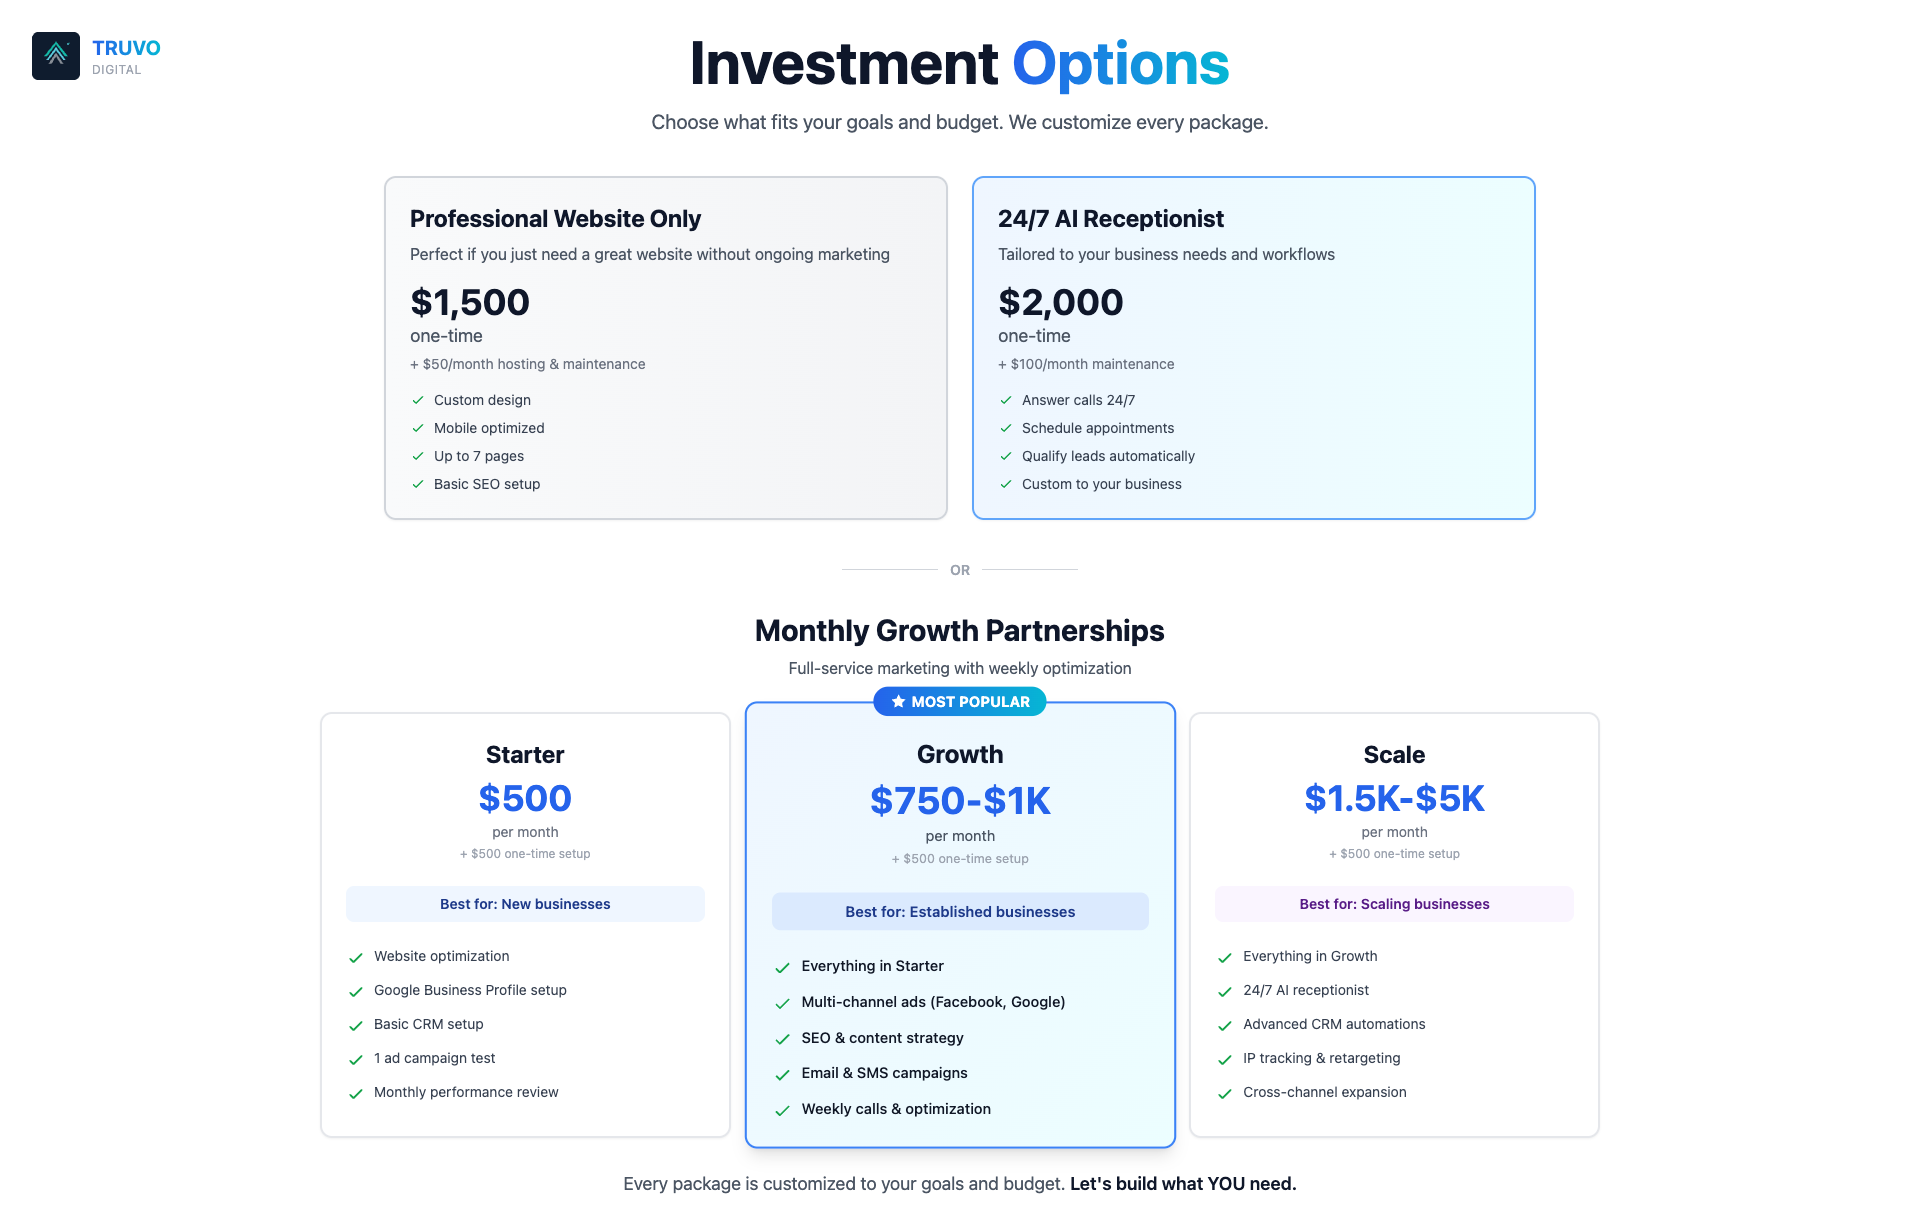 TRUVO
DIGITAL
Investment Options
Choose what fits your goals and budget. We customize every package.
Professional Website Only
Perfect if you just need a great website without ongoing marketing
$1,500
one-time
+ $50/month hosting & maintenance
Custom design
Mobile optimized
Up to 7 pages
Basic SEO setup
24/7 AI Receptionist
Tailored to your business needs and workflows
$2,000
one-time
+ $100/month maintenance
Answer calls 24/7
Schedule appointments
Qualify leads automatically
Custom to your business
OR
Monthly Growth Partnerships
Full-service marketing with weekly optimization
Starter
$500
per month
+ $500 one-time setup
Best for: New businesses
Website optimization
Google Business Profile setup
Basic CRM setup
1 ad campaign test
Monthly performance review
MOST POPULAR
Growth
$750-$1K
per month
+ $500 one-time setup
Best for: Established businesses
Everything in Starter
Multi-channel ads (Facebook, Google)
SEO & content strategy
Email & SMS campaigns
Weekly calls & optimization
Scale
$1.5K-$5K
per month
+ $500 one-time setup
Best for: Scaling businesses
Everything in Growth
24/7 AI receptionist
Advanced CRM automations
IP tracking & retargeting
Cross-channel expansion
Every package is customized to your goals and budget. Let's build what YOU need.